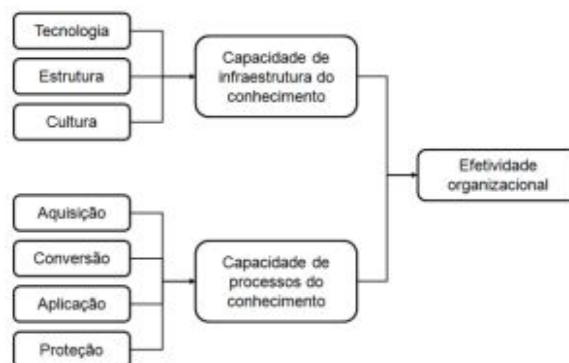 Tecnologia
Estrutura
Cultura
Capacidade de
infraestrutura do
conhecimento
Efetividade
organizacional
Aquisição
Conversão
Aplicação
Proteção
Capacidade de
processos do
conhecimento